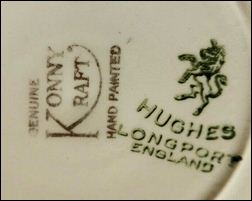 GENUINE
KONNY
KRAFT
HAND PAINTED
HUGHES
LONGPORT
ENGLAND